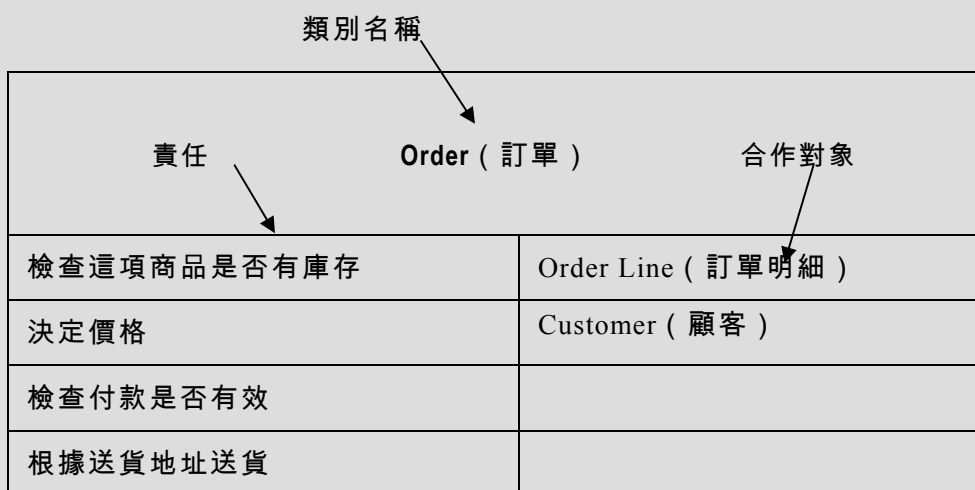 類別名稱
責任 Order（訂單） 合作對象
檢查這項商品是否有庫存 Order Line（訂單明細）
決定價格 Customer（顧客）
檢查付款是否有效
根據送貨地址送貨